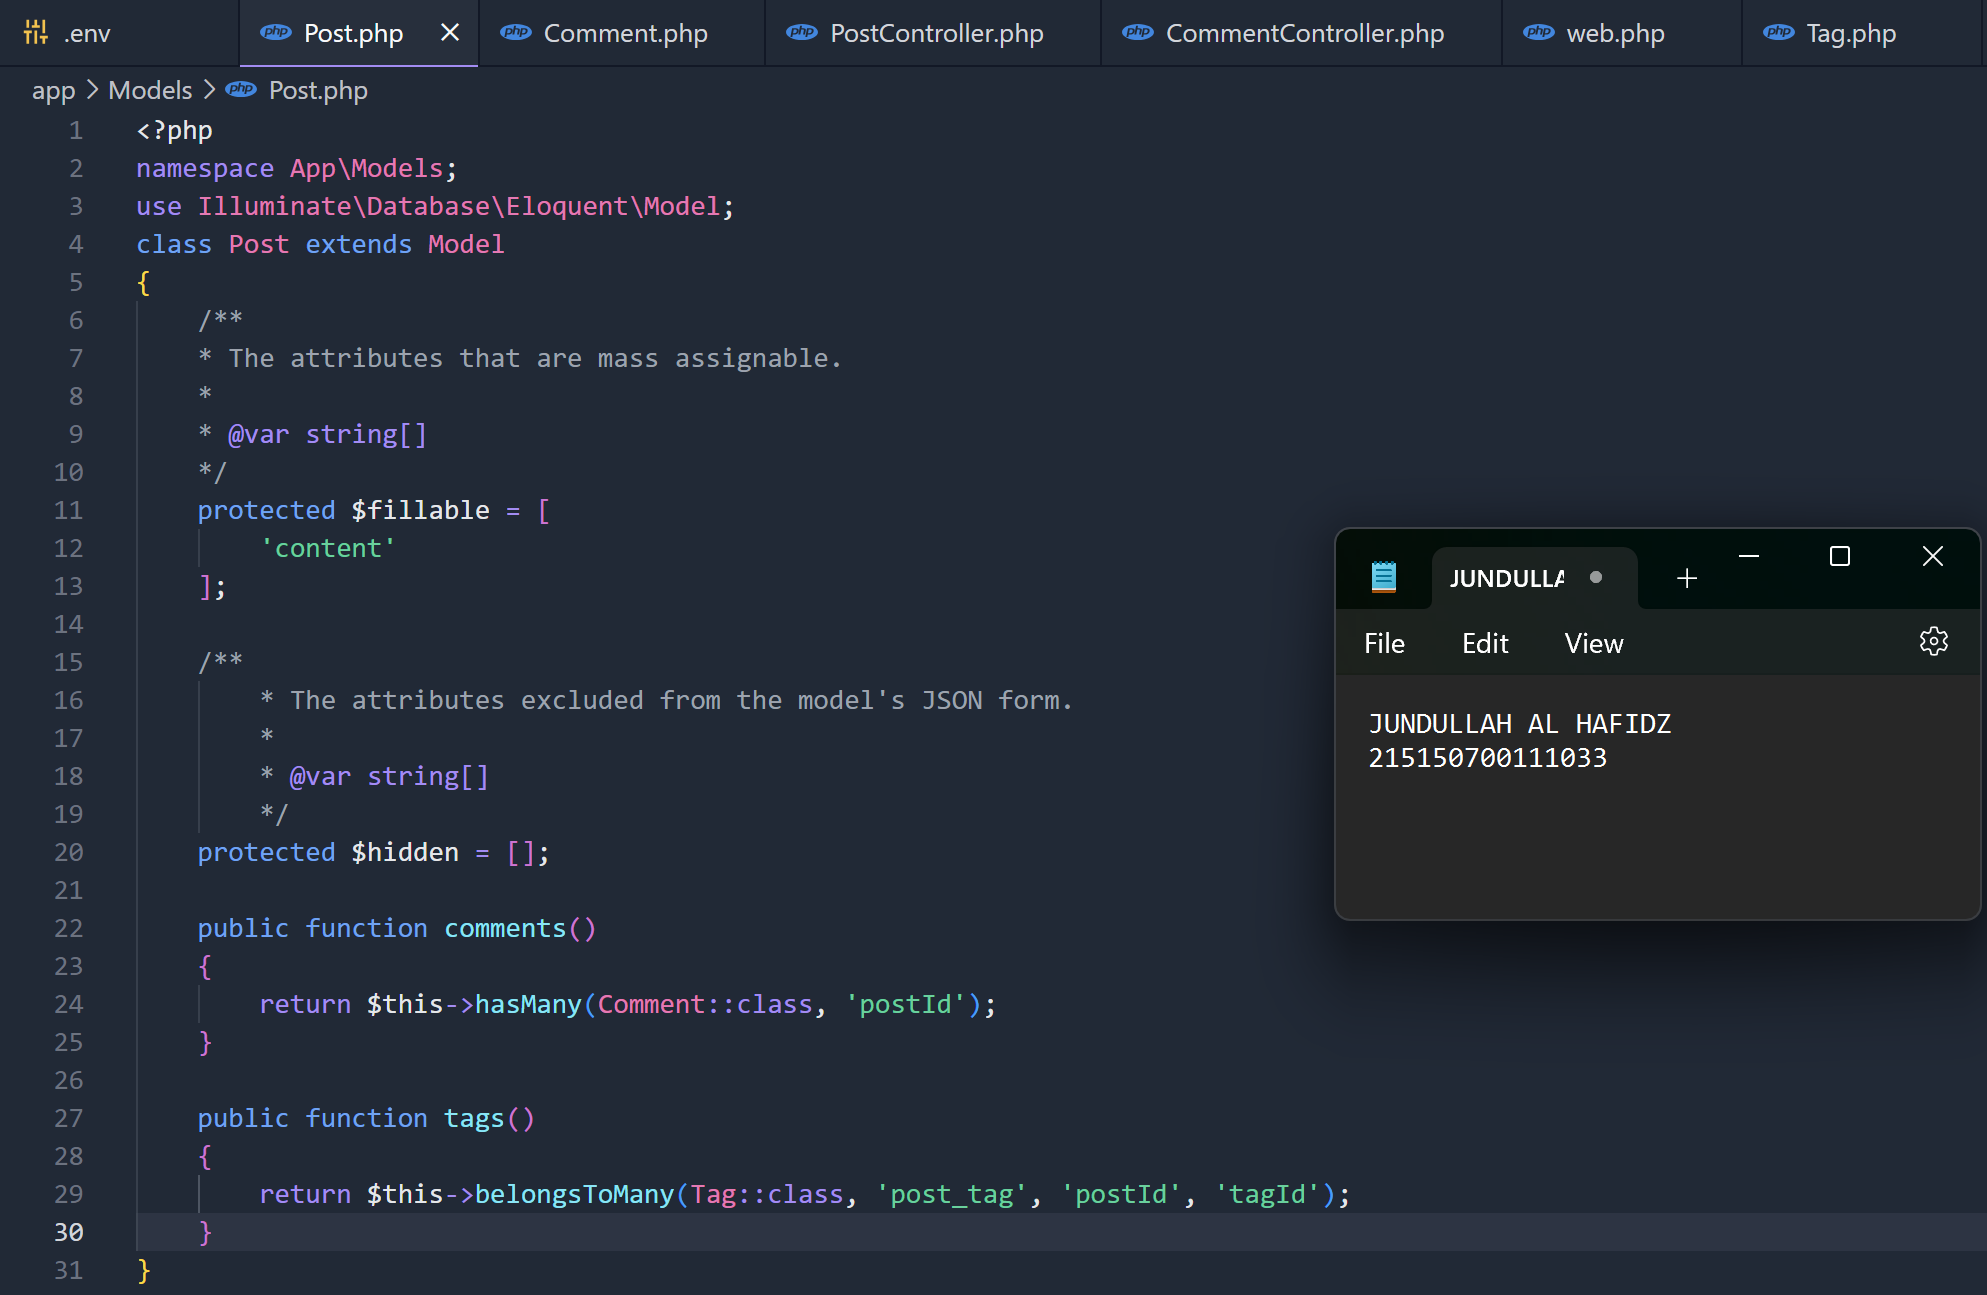 .env
Post.php
Comment.php
PostController.php
CommentController.php
web.php
Tag.php
app > Models > Post.php
1 <?php
2 namespace App\Models;
3 use Illuminate\Database\Eloquent\Model;
4 class Post extends Model
5 {
6     /**
7     * The attributes that are mass assignable.
8     *
9     * @var string[]
10     */
11     protected $fillable = [
12         'content'
13     ];
14
15     /**
16         * The attributes excluded from the model's JSON form.
17         *
18         * @var string[]
19         */
20     protected $hidden = [];
21
22     public function comments()
23     {
24         return $this->hasMany(Comment::class, 'postId');
25     }
26
27     public function tags()
28     {
29         return $this->belongsToMany(Tag::class, 'post_tag', 'postId', 'tagId');
30     }
31 }
JUNDULLA
File Edit View
JUNDULLAH AL HAFIDZ
215150700111033